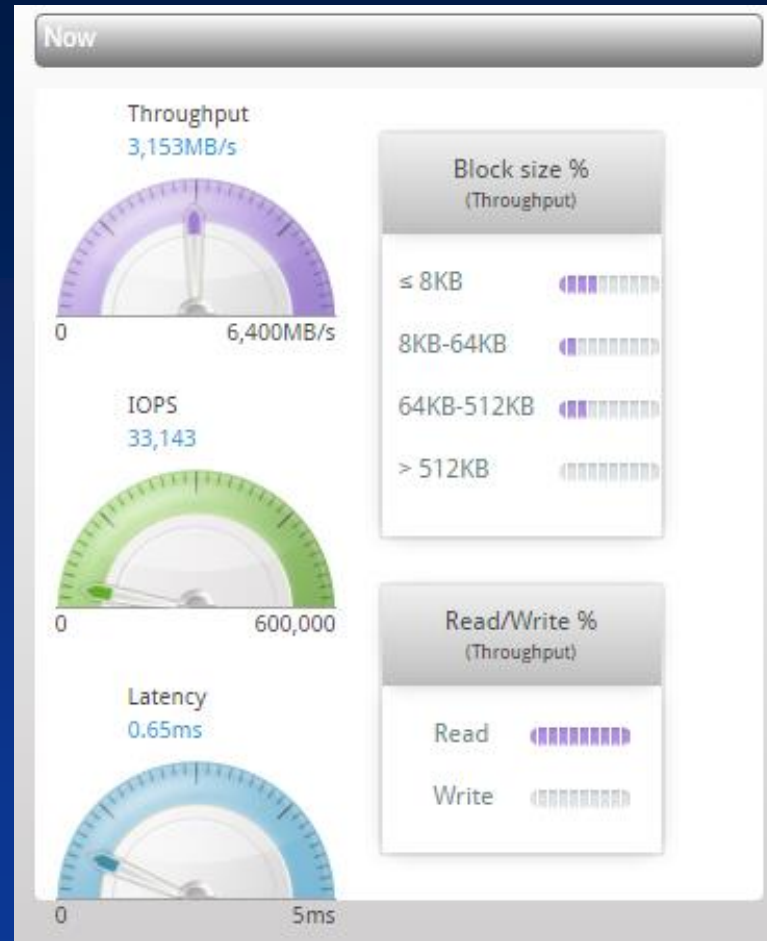 Now
Throughput
3,153MB/s
0
6,400MB/s
IOPS
33,143
0
600,000
Latency
0.65ms
0
5ms
Block size %
(Throughput)
≤ 8KB
8KB-64KB
64KB-512KB
> 512KB
Read/Write %
(Throughput)
Read
Write